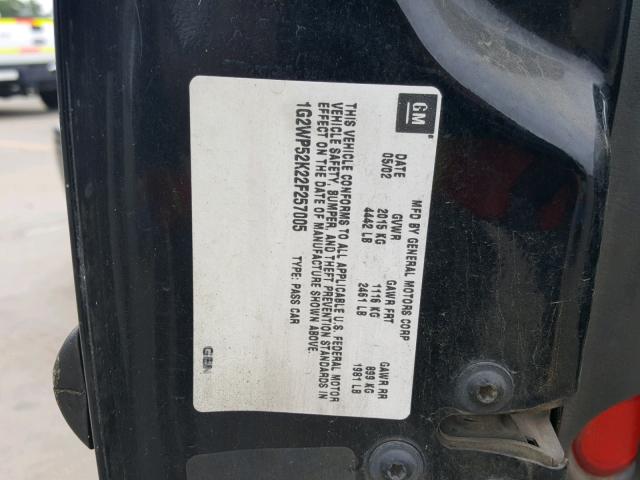 GM
MFD BY GENERAL MOTORS CORP
DATE GVWR GAWR FRT GAWR RR
05/02 2015 KG 1116 KG 899 KG
4442 LB 2461 LB 1981 LB
THIS VEHICLE CONFORMS TO ALL APPLICABLE U.S. FEDERAL MOTOR
VEHICLE SAFETY, BUMPER, AND THEFT PREVENTION STANDARDS IN
EFFECT ON THE DATE OF MANUFACTURE SHOWN ABOVE.
1G2WP52K22F257005 TYPE: PASS CAR